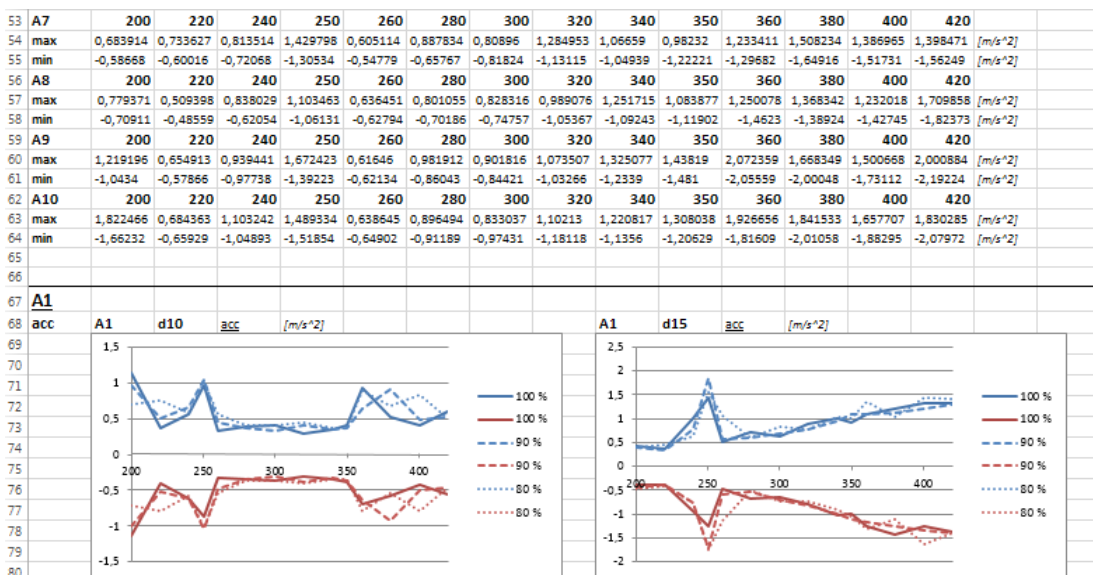 53 A7 200 220 240 250 260 280 300 320 340 350 360 380 400 420
54 max 0,683914 0,733627 0,813514 1,429798 0,605114 0,887834 0,80896 1,284953 1,06659 0,98232 1,233411 1,508234 1,386965 1,398471 [m/s^2]
55 min -0,58668 -0,60016 -0,72068 -1,30534 -0,54779 -0,65767 -0,81824 -1,13115 -1,04939 -1,22221 -1,29682 -1,64916 -1,51731 -1,56249 [m/s^2]
56 A8 200 220 240 250 260 280 300 320 340 350 360 380 400 420
57 max 0,779371 0,509398 0,838029 1,103463 0,636451 0,801055 0,828316 0,989076 1,251715 1,083877 1,250078 1,368342 1,232018 1,709858 [m/s^2]
58 min -0,70911 -0,48559 -0,62054 -1,06131 -0,62794 -0,70186 -0,74757 -1,05367 -1,09243 -1,11902 -1,4623 -1,38924 -1,42745 -1,82373 [m/s^2]
59 A9 200 220 240 250 260 280 300 320 340 350 360 380 400 420
60 max 1,219196 0,654913 0,939441 1,672423 0,61646 0,981912 0,901816 1,073507 1,325077 1,43819 2,072359 1,668349 1,500668 2,000884 [m/s^2]
61 min -1,0434 -0,57866 -0,97738 -1,39223 -0,62134 -0,86043 -0,84421 -1,03266 -1,2339 -1,481 -2,05559 -2,00048 -1,73112 -2,19224 [m/s^2]
62 A10 200 220 240 250 260 280 300 320 340 350 360 380 400 420
63 max 1,822466 0,684363 1,103242 1,489334 0,638645 0,896494 0,833037 1,10213 1,220817 1,308038 1,926656 1,841533 1,657707 1,830285 [m/s^2]
64 min -1,66232 -0,65929 -1,04893 -1,51854 -0,64902 -0,91189 -0,97431 -1,18118 -1,1356 -1,20629 -1,81609 -2,01058 -1,88295 -2,07972 [m/s^2]
65
66
67 A1
68 acc A1 d10 acc [m/s^2] A1 d15 acc [m/s^2]
69
70
71
72
73
74
75
76
77
78
79
80
1,5
1
0,5
0
-0,5
-1
-1,5
200 250 300 350 400
100 %
100 %
90 %
90 %
80 %
80 %
2,5
2
1,5
1
0,5
0
-0,5
-1
-1,5
-2
200 250 300 350 400
100 %
100 %
90 %
90 %
80 %
80 %